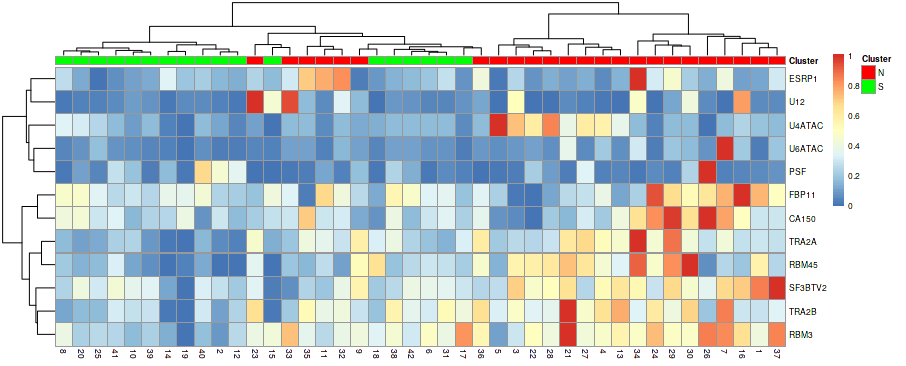 Cluster
ESRP1
U12
U4ATAC
U6ATAC
PSF
FBP11
CA150
TRA2A
RBM45
SF3BTV2
TRA2B
RBM3
8 20 25 41 10 39 14 19 40 2 12 23 15 33 35 11 32 9 18 38 42 6 31 17 36 5 3 22 28 21 27 4 13 34 24 29 30 26 7 16 1 37
1
0.8
0.6
0.4
0.2
0
Cluster
N
S